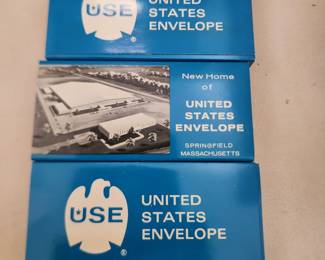 USE
®
UNITED
STATES
ENVELOPE
New Home
of
UNITED
STATES
ENVELOPE
SPRINGFIELD
MASSACHUSETTS
USE
®
UNITED
STATES
ENVELOPE